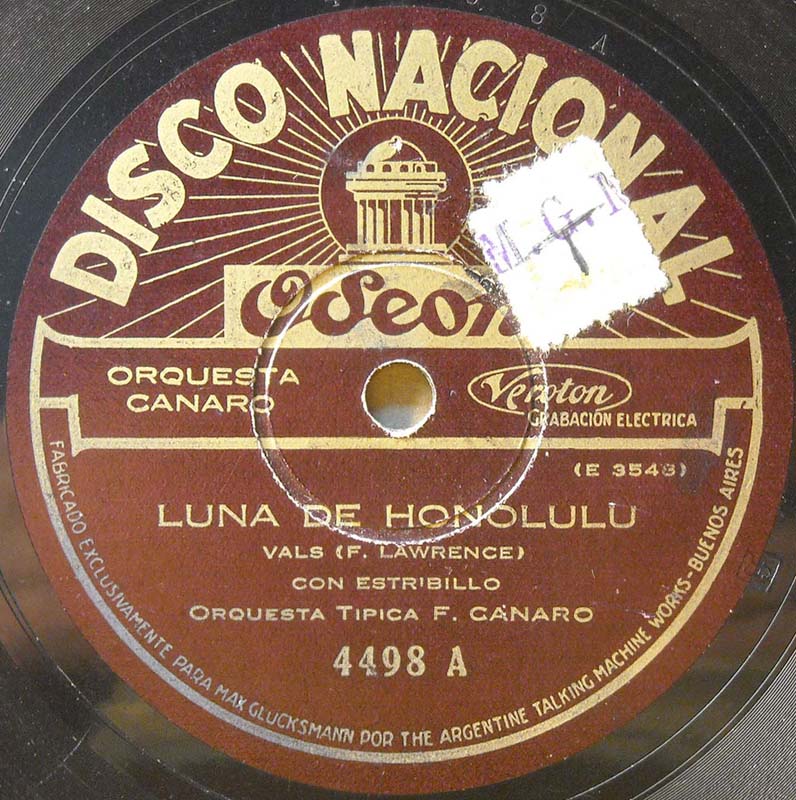 DISCO NACIONAL
Odeon
M.G.
ORQUESTA
CANARO
Veroton
GRABACIÓN ELECTRICA
(E 3548)
LUNA DE HONOLULU
VALS (F. LAWRENCE)
CON ESTRIBILLO
ORQUESTA TIPICA F. CANARO
4498 A
FABRICADO EXCLUSIVAMENTE PARA MAX GLUCKSMANN POR THE ARGENTINE TALKING MACHINE WORKS-BUENOS AIRES